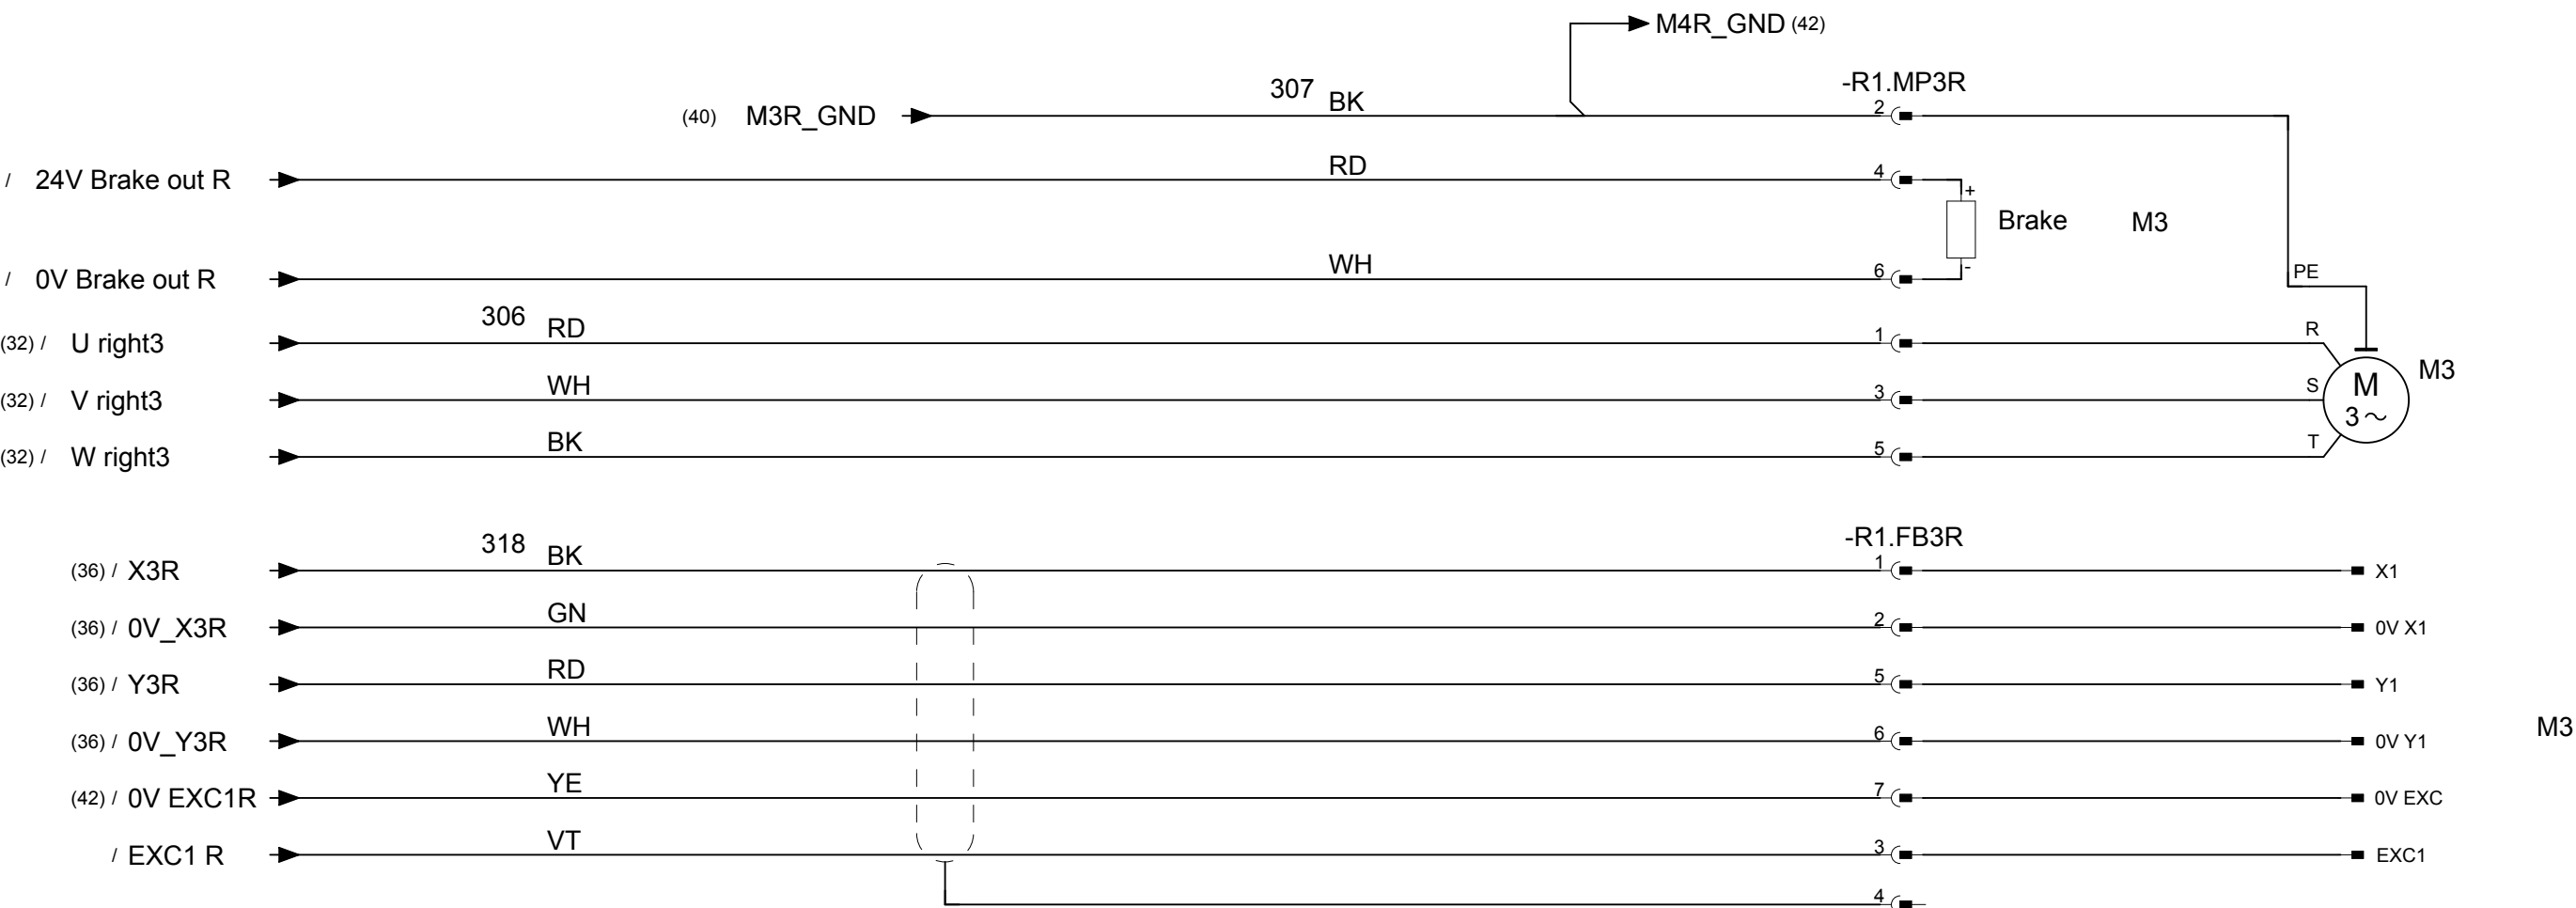 M4R_GND (42)
-R1.MP3R
(40) M3R_GND 307 BK 2
/ 24V Brake out R RD 4
+
Brake M3
-
/ 0V Brake out R WH 6
PE
(32) / U right3 306 RD 1 R
M3
(32) / V right3 WH 3 S M
3~
(32) / W right3 BK 5 T
-R1.FB3R
(36) / X3R 318 BK 1 X1
(36) / 0V_X3R GN 2 0V X1
(36) / Y3R RD 5 Y1
(36) / 0V_Y3R WH 6 0V Y1
M3
(42) / 0V EXC1R YE 7 0V EXC
/ EXC1 R VT 3 EXC1
4